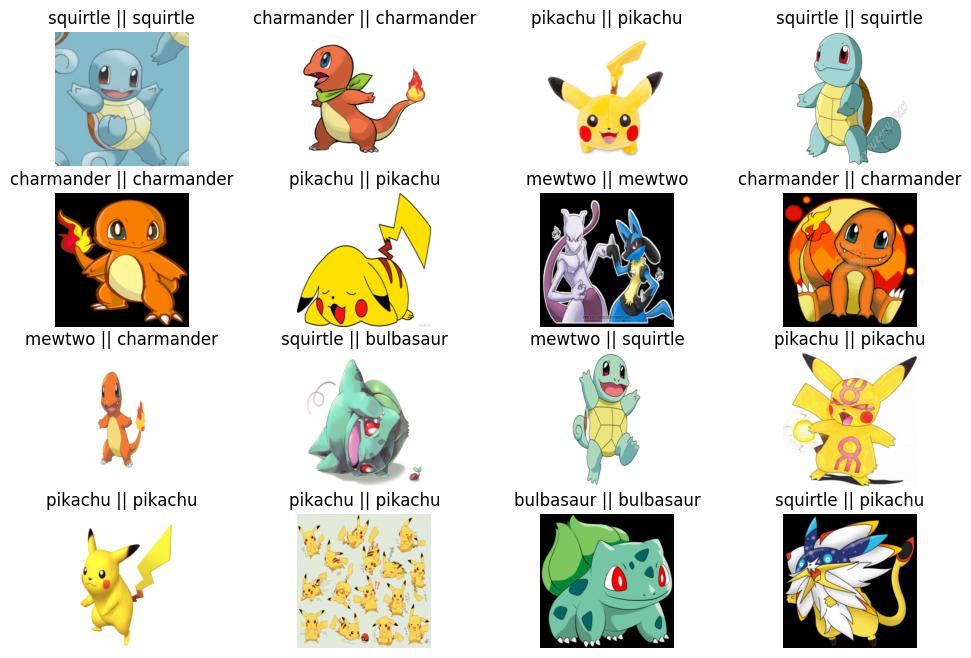 squirtle || squirtle
charmander || charmander
pikachu || pikachu
squirtle || squirtle
charmander || charmander
pikachu || pikachu
mewtwo || mewtwo
charmander || charmander
mewtwo || charmander
squirtle || bulbasaur
mewtwo || squirtle
pikachu || pikachu
pikachu || pikachu
pikachu || pikachu
bulbasaur || bulbasaur
squirtle || pikachu